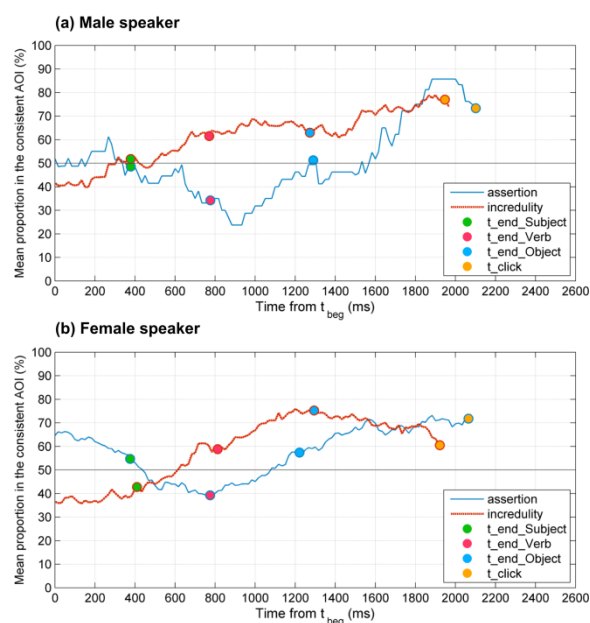 (a) Male speaker
Mean proportion in the consistent AOI (%)
100
90
80
70
60
50
40
30
20
10
0
0 200 400 600 800 1000 1200 1400 1600 1800 2000 2200 2400 2600
Time from t_beg (ms)
assertion
incredulity
t_end_Subject
t_end_Verb
t_end_Object
t_click
(b) Female speaker
Mean proportion in the consistent AOI (%)
100
90
80
70
60
50
40
30
20
10
0
0 200 400 600 800 1000 1200 1400 1600 1800 2000 2200 2400 2600
Time from t_beg (ms)
assertion
incredulity
t_end_Subject
t_end_Verb
t_end_Object
t_click